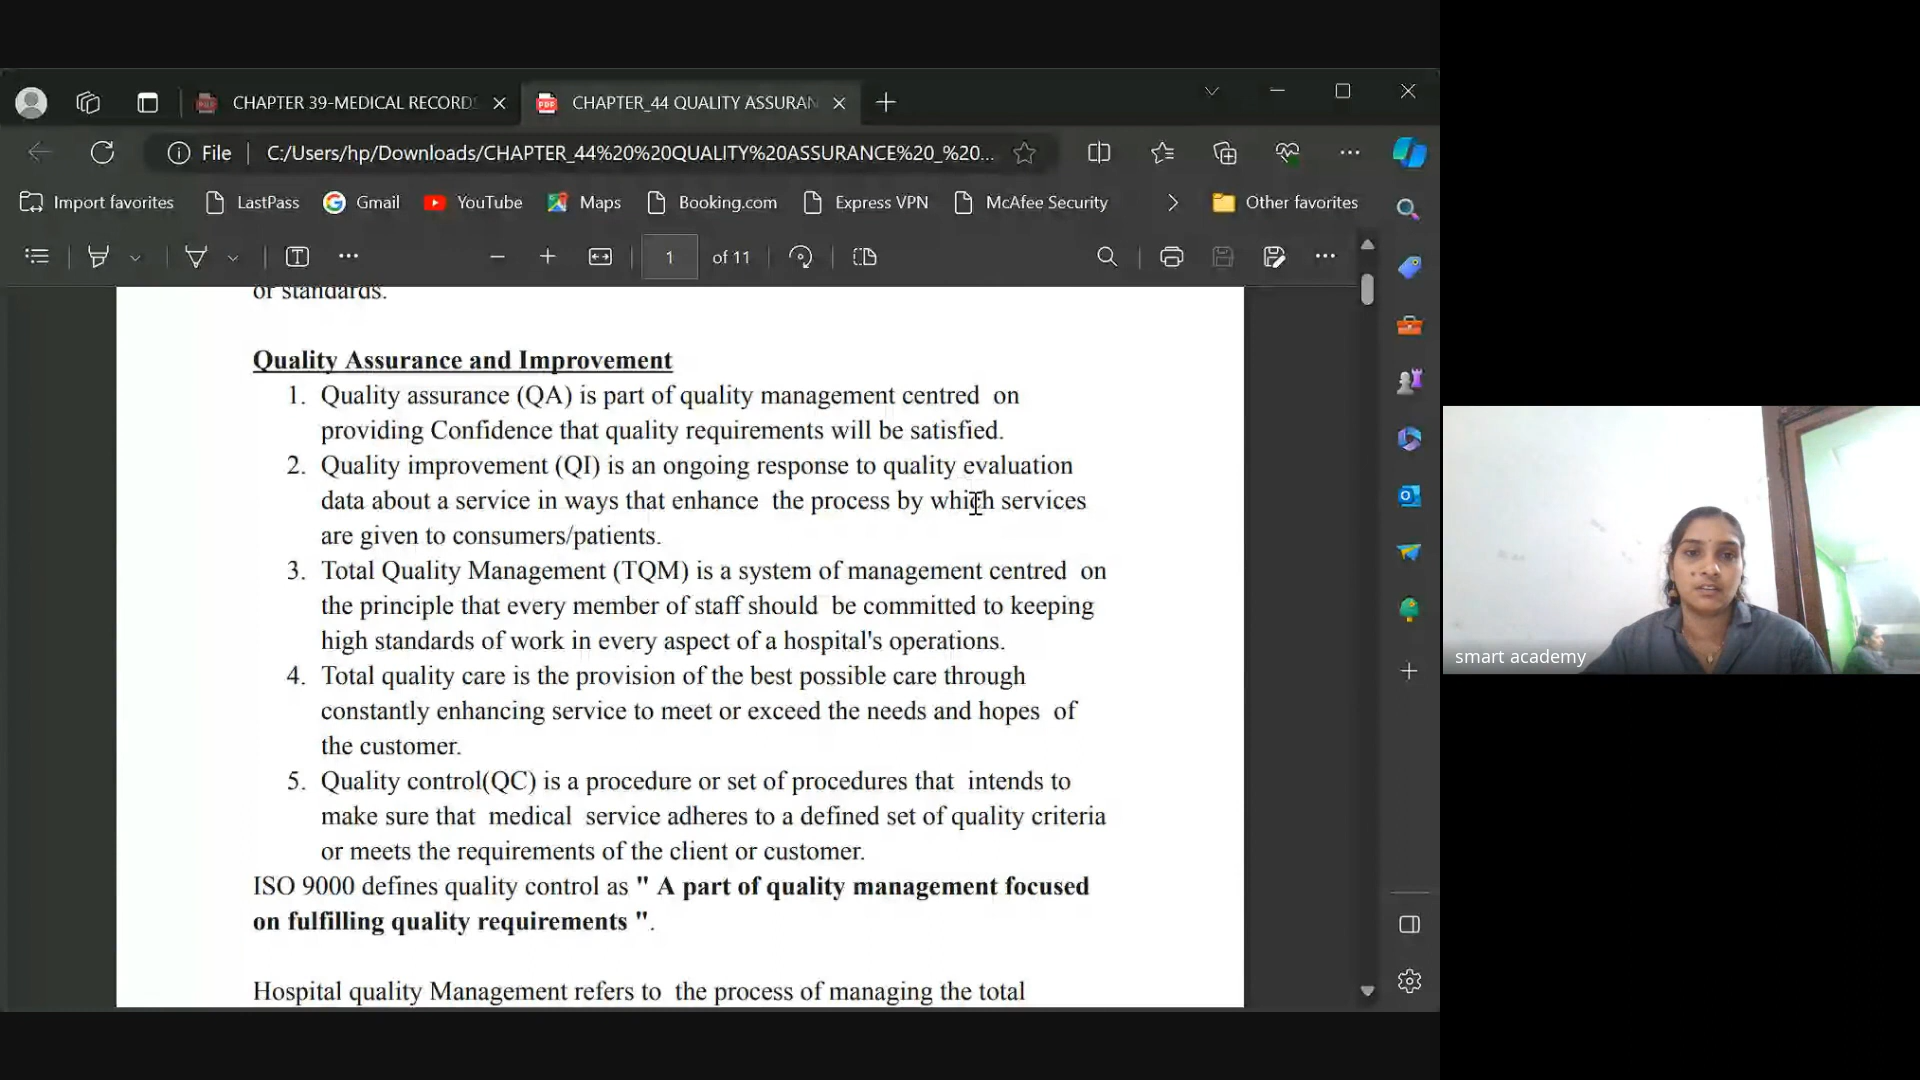 CHAPTER 39-MEDICAL RECORDS
CHAPTER_44 QUALITY ASSURAN
File
C:/Users/hp/Downloads/CHAPTER_44%20%20QUALITY%20ASSURANCE%20_%20...
Import favorites
LastPass
Gmail
YouTube
Maps
Booking.com
Express VPN
McAfee Security
Other favorites
1 of 11
or standards.
Quality Assurance and Improvement
1. Quality assurance (QA) is part of quality management centred on
providing Confidence that quality requirements will be satisfied.
2. Quality improvement (QI) is an ongoing response to quality evaluation
data about a service in ways that enhance the process by which services
are given to consumers/patients.
3. Total Quality Management (TQM) is a system of management centred on
the principle that every member of staff should be committed to keeping
high standards of work in every aspect of a hospital's operations.
4. Total quality care is the provision of the best possible care through
constantly enhancing service to meet or exceed the needs and hopes of
the customer.
5. Quality control(QC) is a procedure or set of procedures that intends to
make sure that medical service adheres to a defined set of quality criteria
or meets the requirements of the client or customer.
ISO 9000 defines quality control as " A part of quality management focused
on fulfilling quality requirements ".
Hospital quality Management refers to the process of managing the total
smart academy